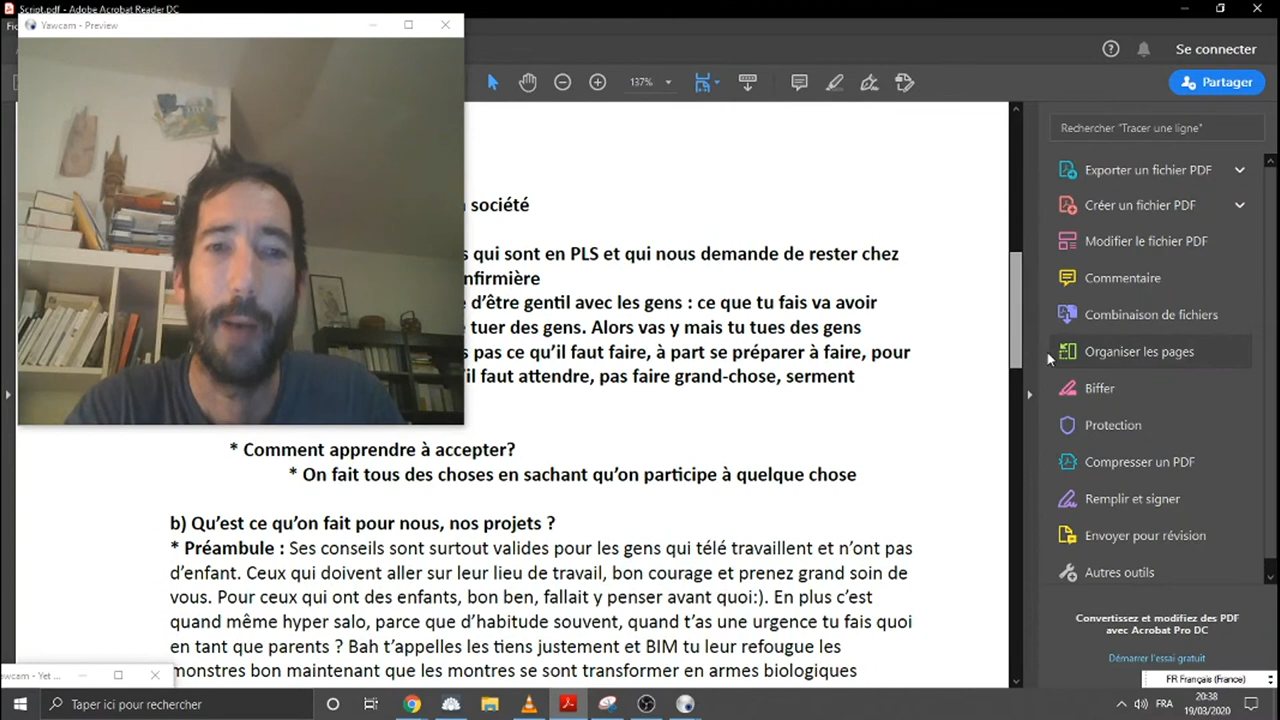 Script.pdf - Adobe Acrobat Reader DC
Yawcam - Preview
Se connecter
137%
Partager
Rechercher "Tracer une ligne"
Exporter un fichier PDF
Créer un fichier PDF
Modifier le fichier PDF
Commentaire
Combinaison de fichiers
Organiser les pages
Biffer
Protection
Compresser un PDF
Remplir et signer
Envoyer pour révision
Autres outils
Convertissez et modifiez des PDF
avec Acrobat Pro DC
Démarrer l'essai gratuit
société
qui sont en PLS et qui nous demande de rester chez
nfirmière
d'être gentil avec les gens : ce que tu fais va avoir
tuer des gens. Alors vas y mais tu tues des gens
pas ce qu'il faut faire, à part se préparer à faire, pour
il faut attendre, pas faire grand-chose, serment
* Comment apprendre à accepter?
* On fait tous des choses en sachant qu'on participe à quelque chose
b) Qu'est ce qu'on fait pour nous, nos projets ?
* Préambule : Ses conseils sont surtout valides pour les gens qui télé travaillent et n'ont pas
d'enfant. Ceux qui doivent aller sur leur lieu de travail, bon courage et prenez grand soin de
vous. Pour ceux qui ont des enfants, bon ben, fallait y penser avant quoi:). En plus c'est
quand même hyper salo, parce que d'habitude souvent, quand t'as une urgence tu fais quoi
en tant que parents ? Bah t'appelles les tiens justement et BIM tu leur refougue les
monstres bon maintenant que les montres se sont transformer en armes biologiques
wcam - Yet ...
FR Français (France)
Taper ici pour rechercher
FRA
20:38
19/03/2020